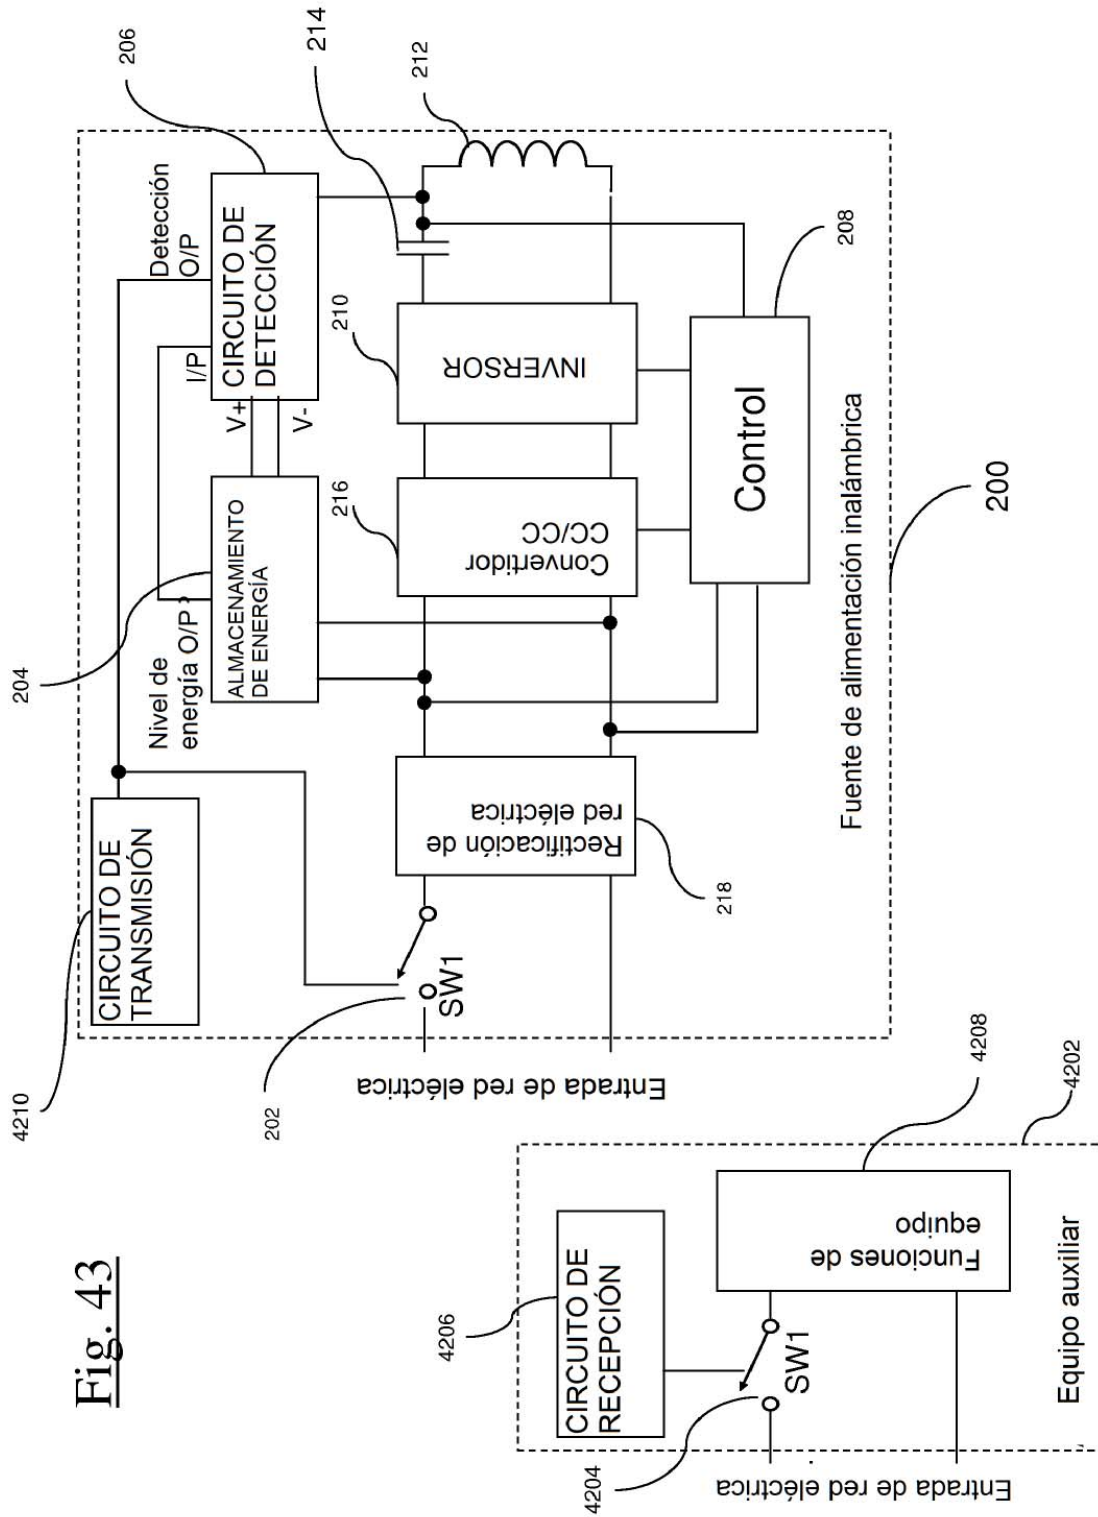 Fig. 43
4210
CIRCUITO DE
TRANSMISIÓN
204
Nivel de
energía O/P
ALMACENAMIENTO
DE ENERGÍA
V+
V-
I/P
Detección
O/P
CIRCUITO DE
DETECCIÓN
206
214
212
202
SW1
Entrada de red eléctrica
Rectificación de
red eléctrica
218
216
Convertidor
CC/CC
210
INVERSOR
Control
208
Fuente de alimentación inalámbrica
200
4206
CIRCUITO DE
RECEPCIÓN
4204
SW1
Entrada de red eléctrica
Funciones de
equipo
4208
4202
Equipo auxiliar